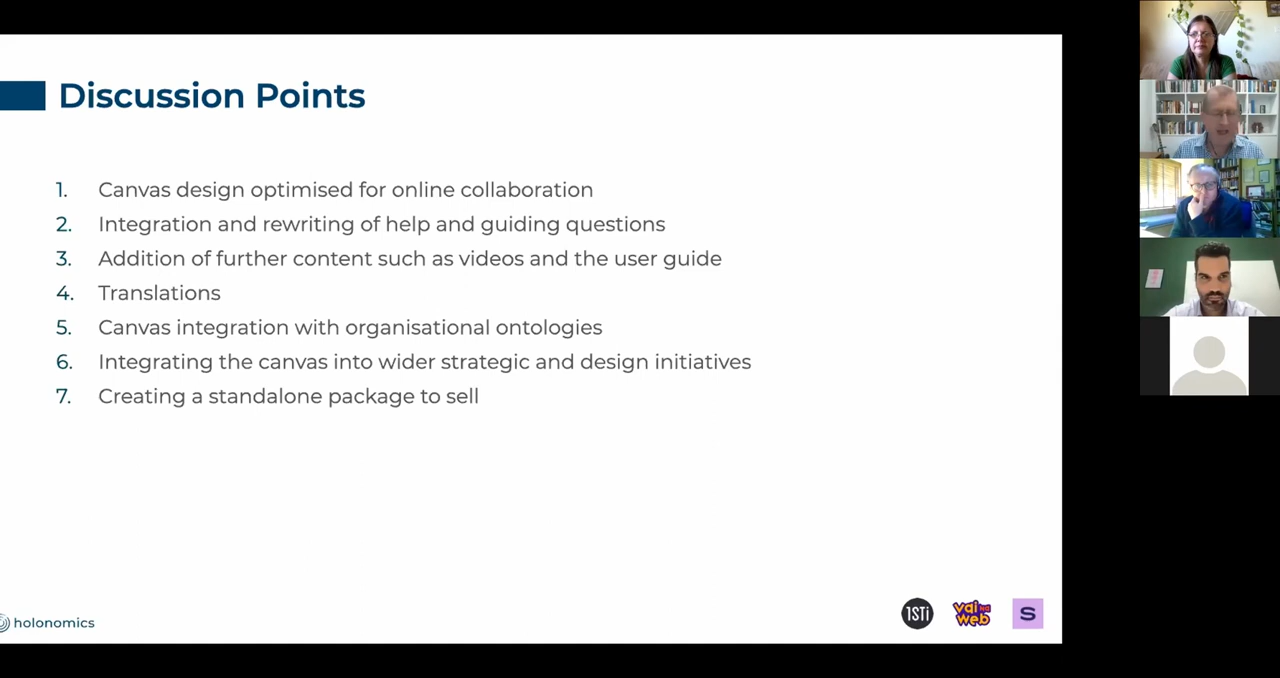 Discussion Points
1. Canvas design optimised for online collaboration
2. Integration and rewriting of help and guiding questions
3. Addition of further content such as videos and the user guide
4. Translations
5. Canvas integration with organisational ontologies
6. Integrating the canvas into wider strategic and design initiatives
7. Creating a standalone package to sell
holonomics
1STi
vai na web
S